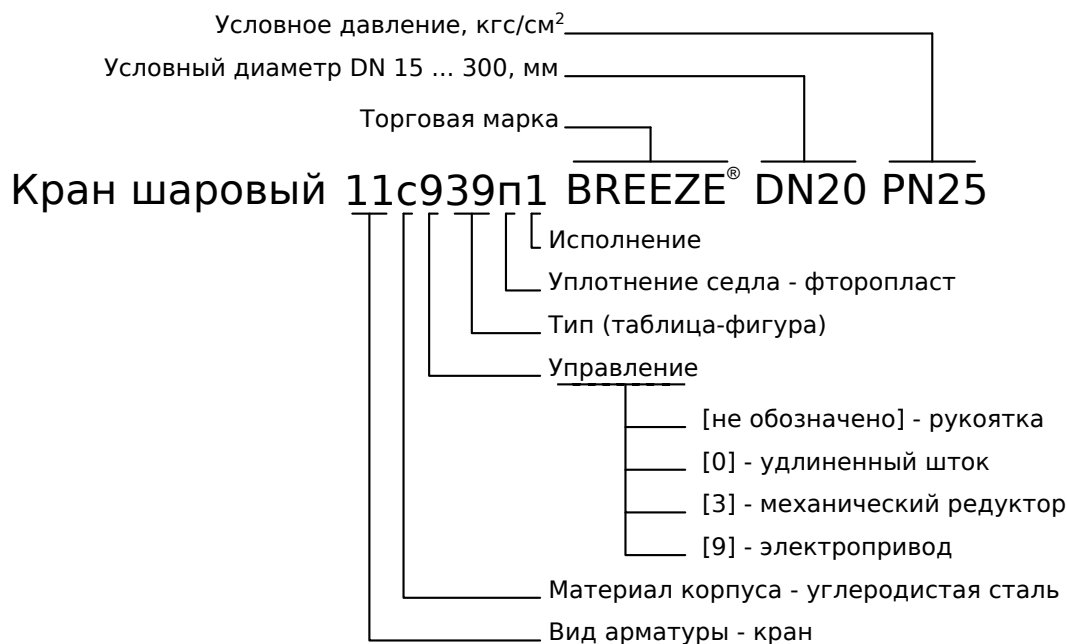 Условное давление, кгс/см²
Условный диаметр DN 15 ... 300, мм
Торговая марка
Кран шаровый 11с939п1 BREEZE® DN20 PN25
Исполнение
Уплотнение седла - фторопласт
Тип (таблица-фигура)
Управление
[не обозначено] - рукоятка
[0] - удлиненный шток
[3] - механический редуктор
[9] - электропривод
Материал корпуса - углеродистая сталь
Вид арматуры - кран